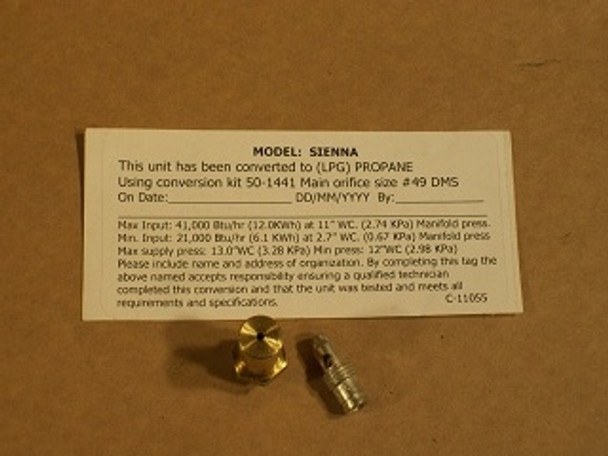 MODEL: SIENNA
This unit has been converted to (LPG) PROPANE
Using conversion kit 50-1441 Main orifice size #49 DMS
On Date:____________________ DD/MM/YYYY By:______________
Max Input: 41,000 Btu/hr (12.0KWh) at 11" WC. (2.74 KPa) Manifold press.
Min. Input: 21,000 Btu/hr (6.1 KWh) at 2.7" WC. (0.67 KPa) Manifold press
Max supply press: 13.0"WC (3.28 KPa) Min press: 12"WC (2.98 KPa)
Please include name and address of organization. By completing this tag the
above named accepts responsibility ensuring a qualified technician
completed this conversion and that the unit was tested and meets all
requirements and specifications. C-11055